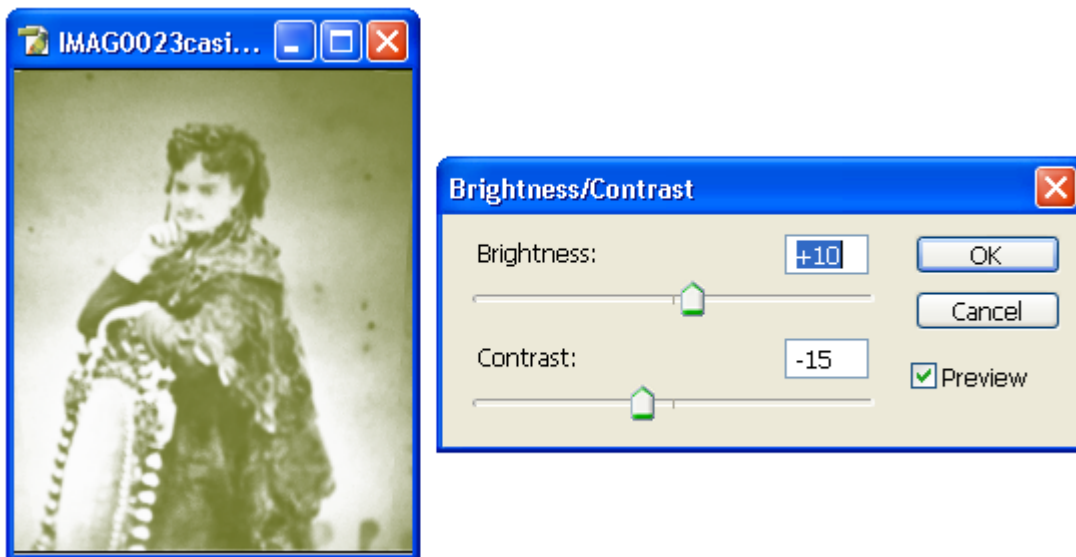 IMAG0023casi...
Brightness/Contrast
Brightness: +10
OK
Cancel
Contrast: -15
Preview